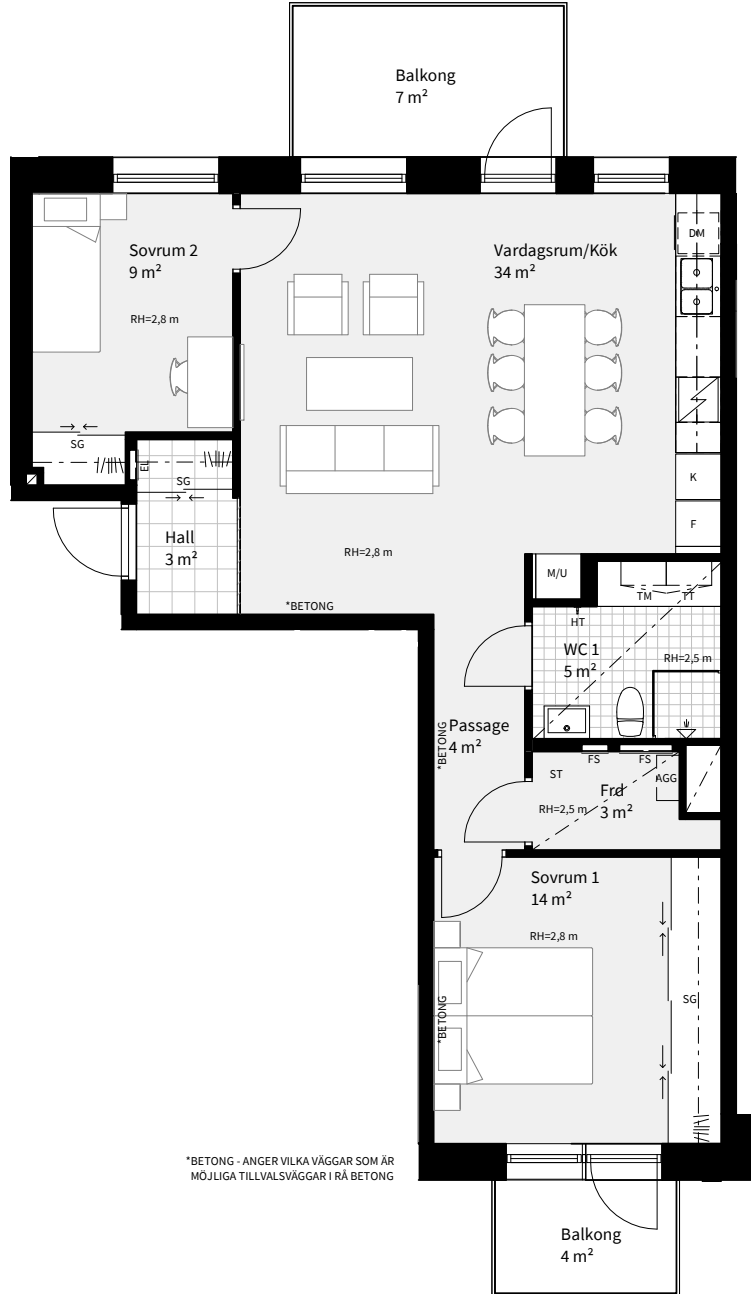 Balkong
7 m²
Sovrum 2
9 m²
RH=2,8 m
SG
Vardagsrum/Kök
34 m²
DM
K
F
EL
SG
Hall
3 m²
RH=2,8 m
*BETONG
M/U
TM
TT
HT
WC 1
5 m²
RH=2,5 m
Passage
4 m²
*BETONG
FS
FS
ST
AGG
Frd
3 m²
RH=2,5 m
Sovrum 1
14 m²
RH=2,8 m
SG
*BETONG
*BETONG - ANGER VILKA VÄGGAR SOM ÄR
MÖJLIGA TILLVALSVÄGGAR I RÅ BETONG
Balkong
4 m²